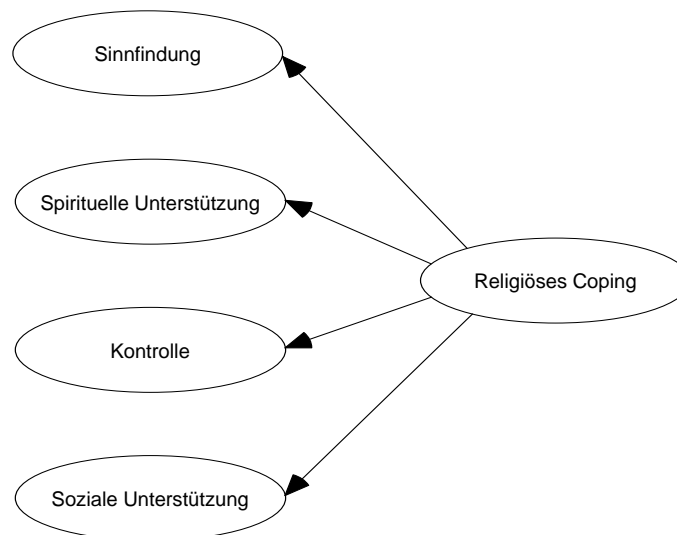 Sinnfindung
Spirituelle Unterstützung
Religiöses Coping
Kontrolle
Soziale Unterstützung